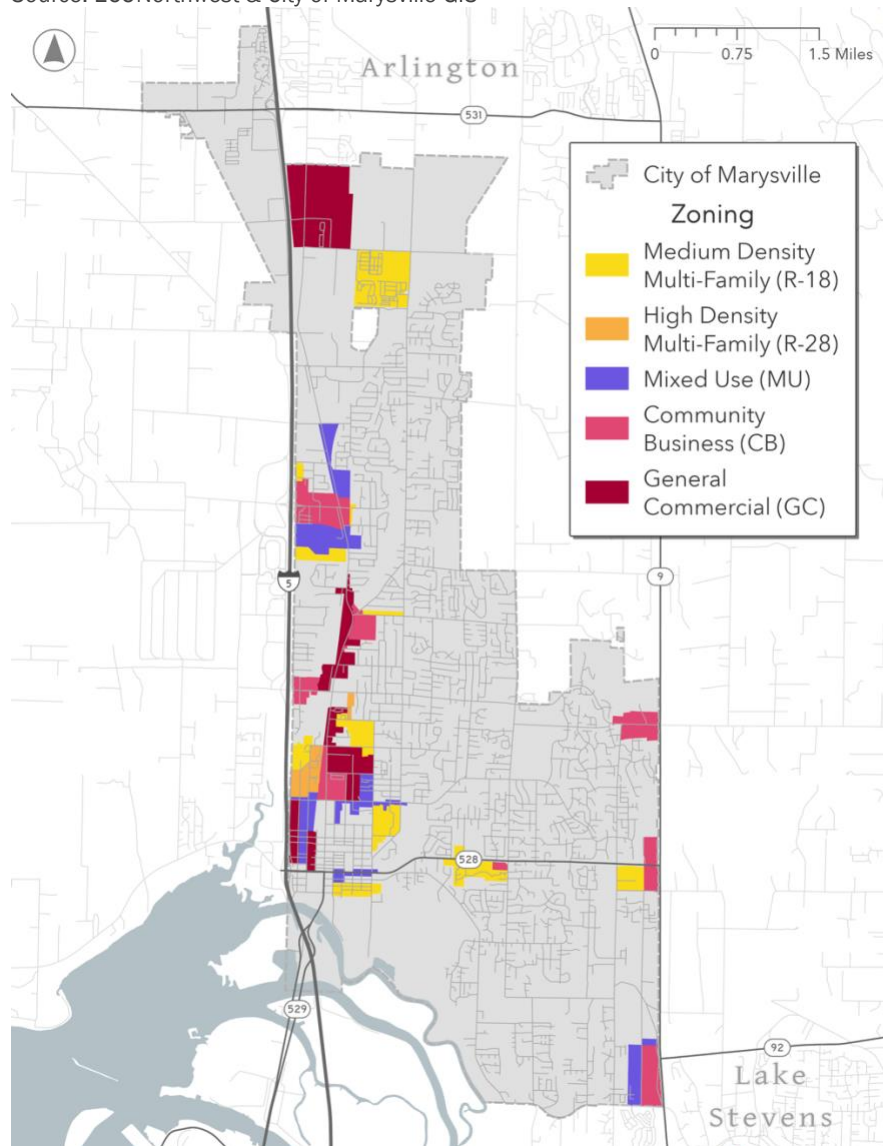 Arlington
0 0.75 1.5 Miles
531
City of Marysville
Zoning
Medium Density
Multi-Family (R-18)
High Density
Multi-Family (R-28)
Mixed Use (MU)
Community
Business (CB)
General
Commercial (GC)
5
9
528
529
92
Lake
Stevens